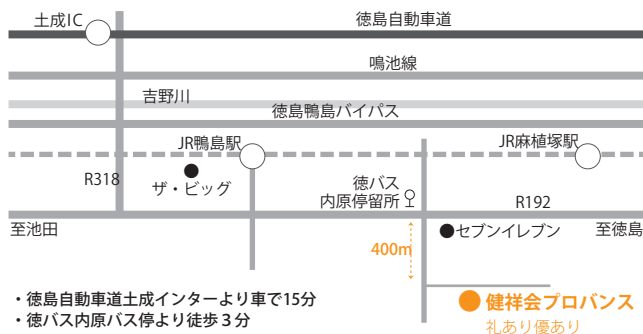 土成IC
徳島自動車道
鳴池線
吉野川
徳島鴨島バイパス
JR鴨島駅
JR麻植塚駅
R318
ザ・ビッグ
徳バス
内原停留所
R192
至池田
セブンイレブン
至徳島
400m
・徳島自動車道土成インターより車で15分
・徳バス内原バス停より徒歩３分
健祥会プロバンス
礼あり優あり